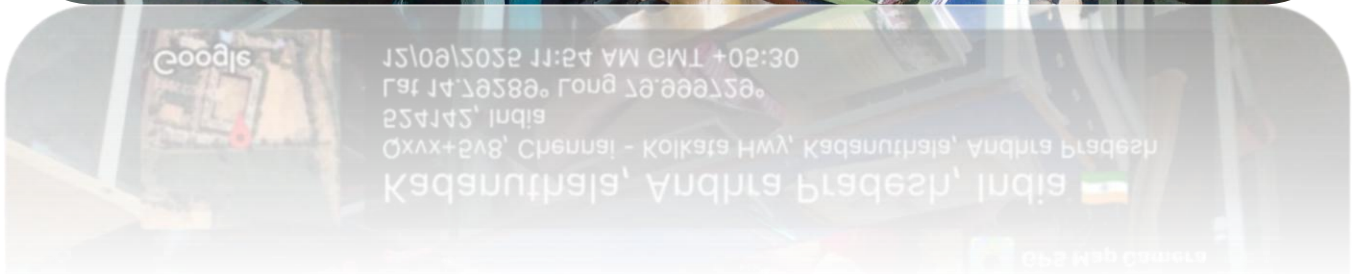 GPS Map Camera
Kadanuthala, Andhra Pradesh, India
Qxvx+5v8, Chennai - Kolkata Hwy, Kadanuthala, Andhra Pradesh
524142, India
Lat 14.79289° Long 79.999729°
12/09/2025 11:54 AM GMT +05:30
Google